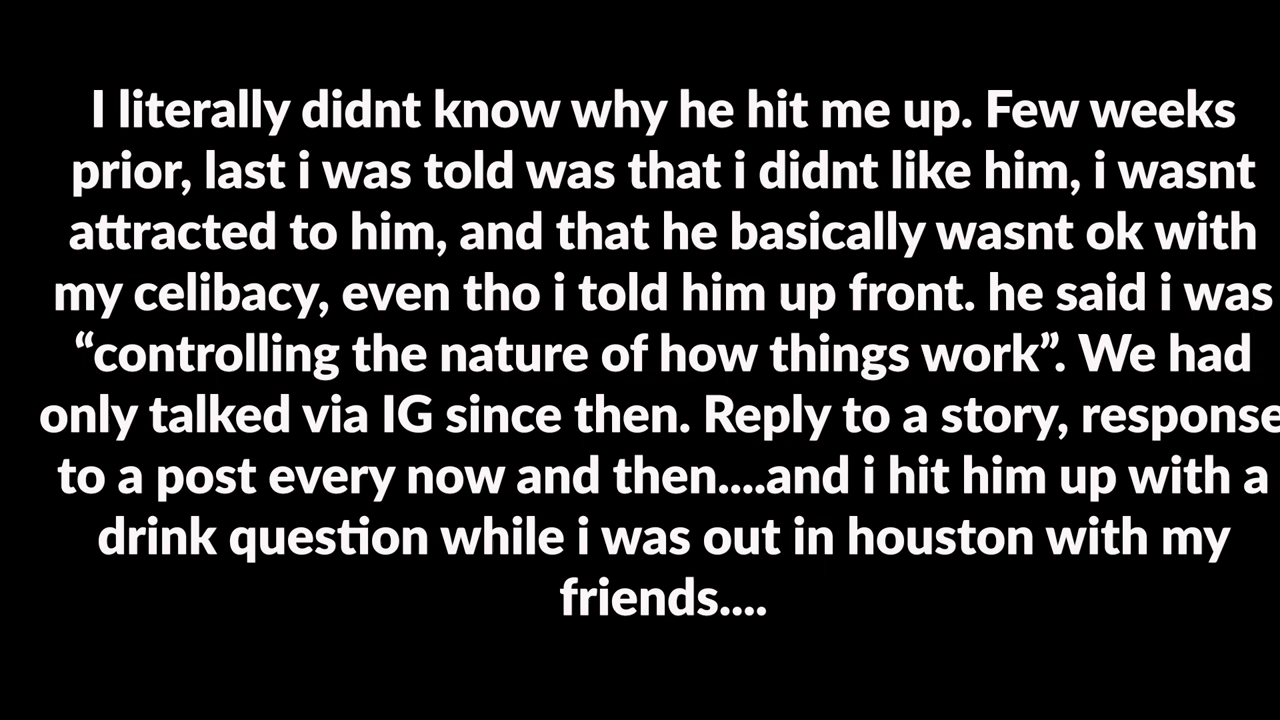 I literally didnt know why he hit me up. Few weeks
prior, last i was told was that i didnt like him, i wasnt
attracted to him, and that he basically wasnt ok with
my celibacy, even tho i told him up front. he said i was
“controlling the nature of how things work”. We had
only talked via IG since then. Reply to a story, response
to a post every now and then....and i hit him up with a
drink question while i was out in houston with my
friends....